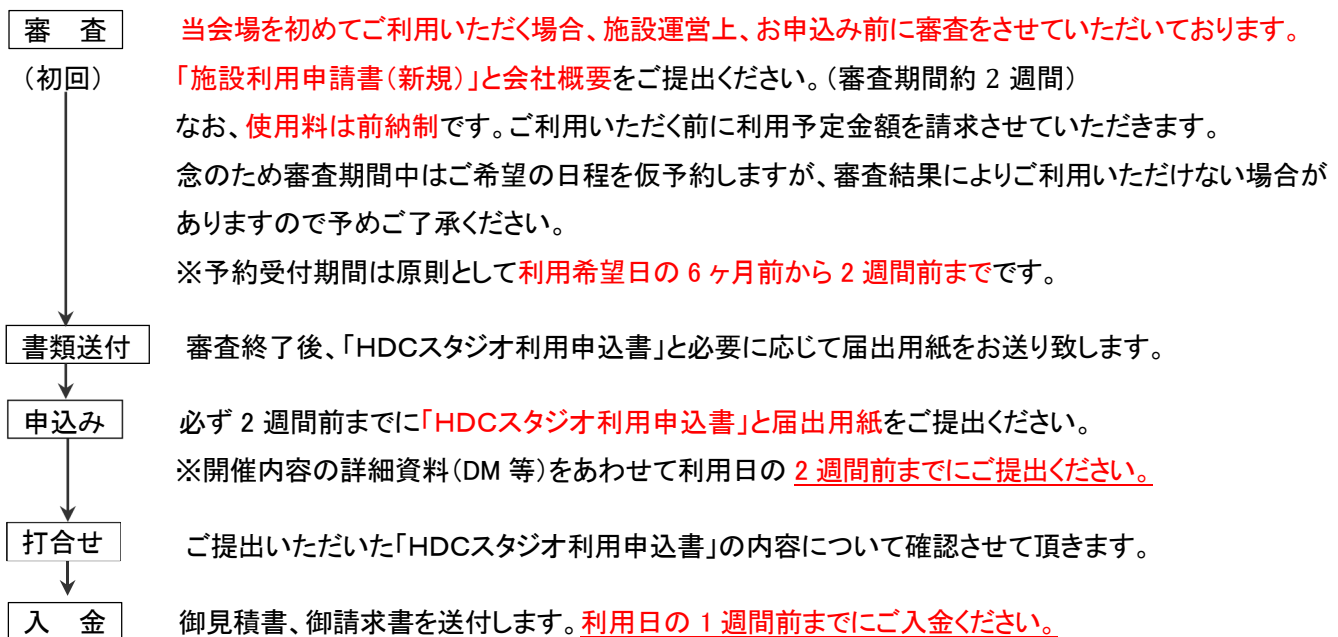 審　査　当会場を初めてご利用いただく場合、施設運営上、お申込み前に審査をさせていただいております。
（初回）　「施設利用申請書（新規）」と会社概要をご提出ください。（審査期間約 2 週間）
なお、使用料は前納制です。ご利用いただく前に利用予定金額を請求させていただきます。
念のため審査期間中はご希望の日程を仮予約しますが、審査結果によりご利用いただけない場合が
ありますので予めご了承ください。
※予約受付期間は原則として利用希望日の 6 ヶ月前から 2 週間前までです。
書類送付　審査終了後、「HDCスタジオ利用申込書」と必要に応じて届出用紙をお送り致します。
申込み　必ず 2 週間前までに「HDCスタジオ利用申込書」と届出用紙をご提出ください。
※開催内容の詳細資料（DM 等）をあわせて利用日の 2 週間前までにご提出ください。
打合せ　ご提出いただいた「HDCスタジオ利用申込書」の内容について確認させて頂きます。
入　金　御見積書、御請求書を送付します。利用日の 1 週間前までにご入金ください。